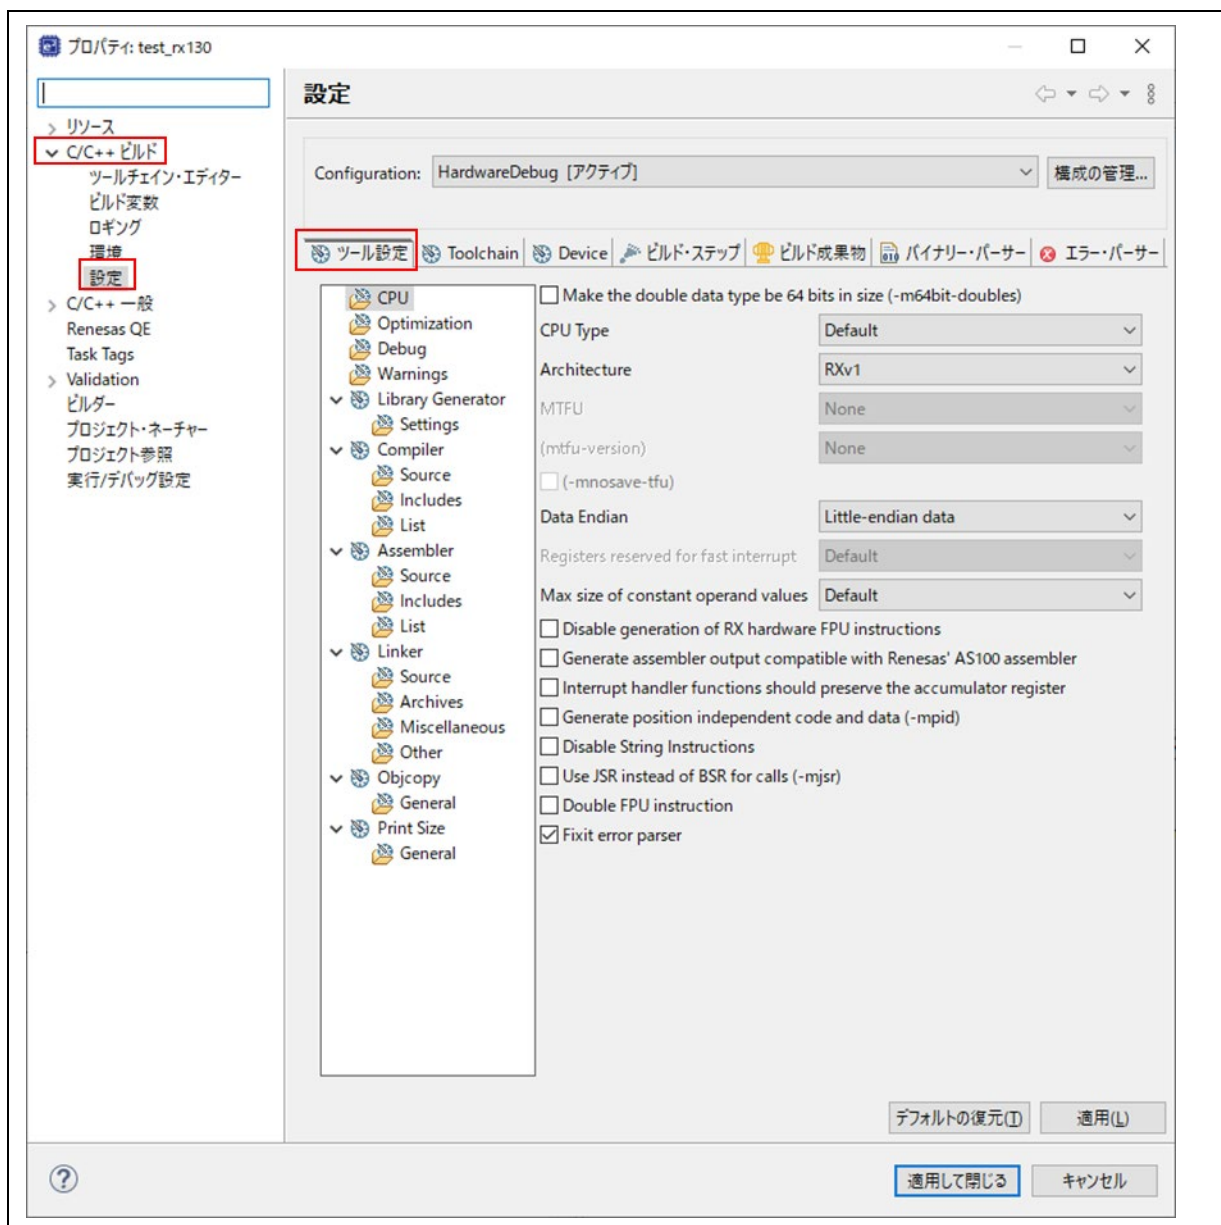 プロパティ: test_rx130
リソース
C/C++ ビルド
ツールチェイン・エディター
ビルド変数
ロギング
環境
設定
C/C++ 一般
Renesas QE
Task Tags
Validation
ビルダー
プロジェクト・ネーチャー
プロジェクト参照
実行/デバッグ設定
設定
Configuration: HardwareDebug [アクティブ] 構成の管理...
ツール設定 Toolchain Device ビルド・ステップ ビルド成果物 バイナリー・パーサー エラー・パーサー
CPU
Optimization
Debug
Warnings
Library Generator
Settings
Compiler
Source
Includes
List
Assembler
Source
Includes
List
Linker
Source
Archives
Miscellaneous
Other
Objcopy
General
Print Size
General
Make the double data type be 64 bits in size (-m64bit-doubles)
CPU Type Default
Architecture RXv1
MTFU None
(mtfu-version) None
(-mnosave-tfu)
Data Endian Little-endian data
Registers reserved for fast interrupt Default
Max size of constant operand values Default
Disable generation of RX hardware FPU instructions
Generate assembler output compatible with Renesas' AS100 assembler
Interrupt handler functions should preserve the accumulator register
Generate position independent code and data (-mpid)
Disable String Instructions
Use JSR instead of BSR for calls (-mjsr)
Double FPU instruction
Fixit error parser
デフォルトの復元(T) 適用(L)
? 適用して閉じる キャンセル